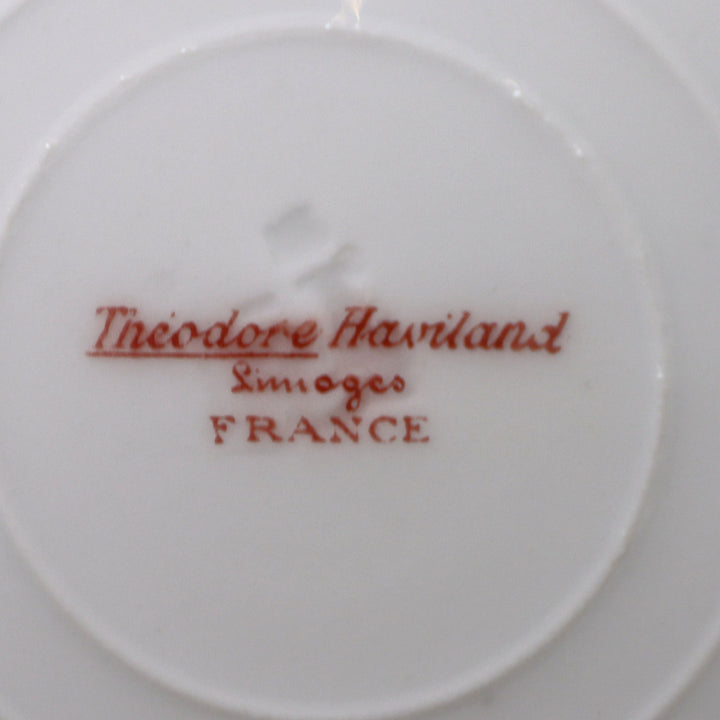 Théodore Haviland
Limoges
FRANCE